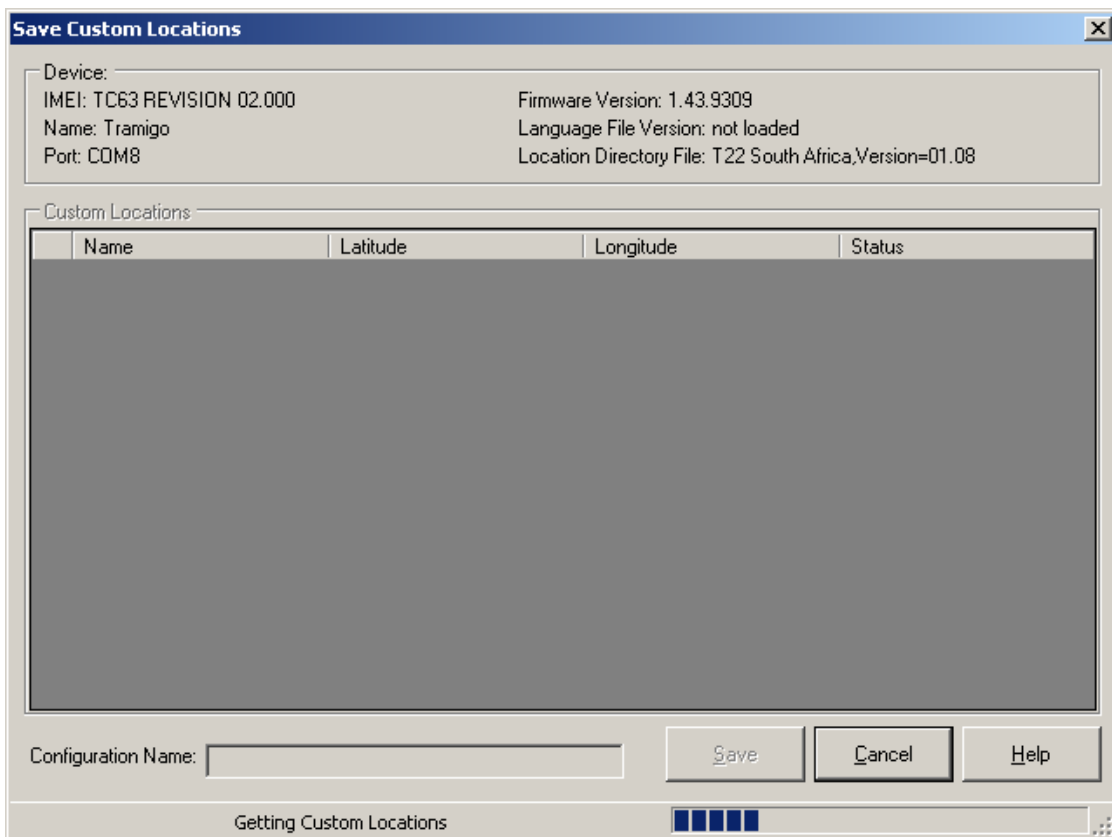 Save Custom Locations
Device:
IMEI: TC63 REVISION 02.000
Firmware Version: 1.43.9309
Name: Tramigo
Language File Version: not loaded
Port: COM8
Location Directory File: T22 South Africa,Version=01.08
Custom Locations
Name Latitude Longitude Status
Configuration Name:
Save Cancel Help
Getting Custom Locations